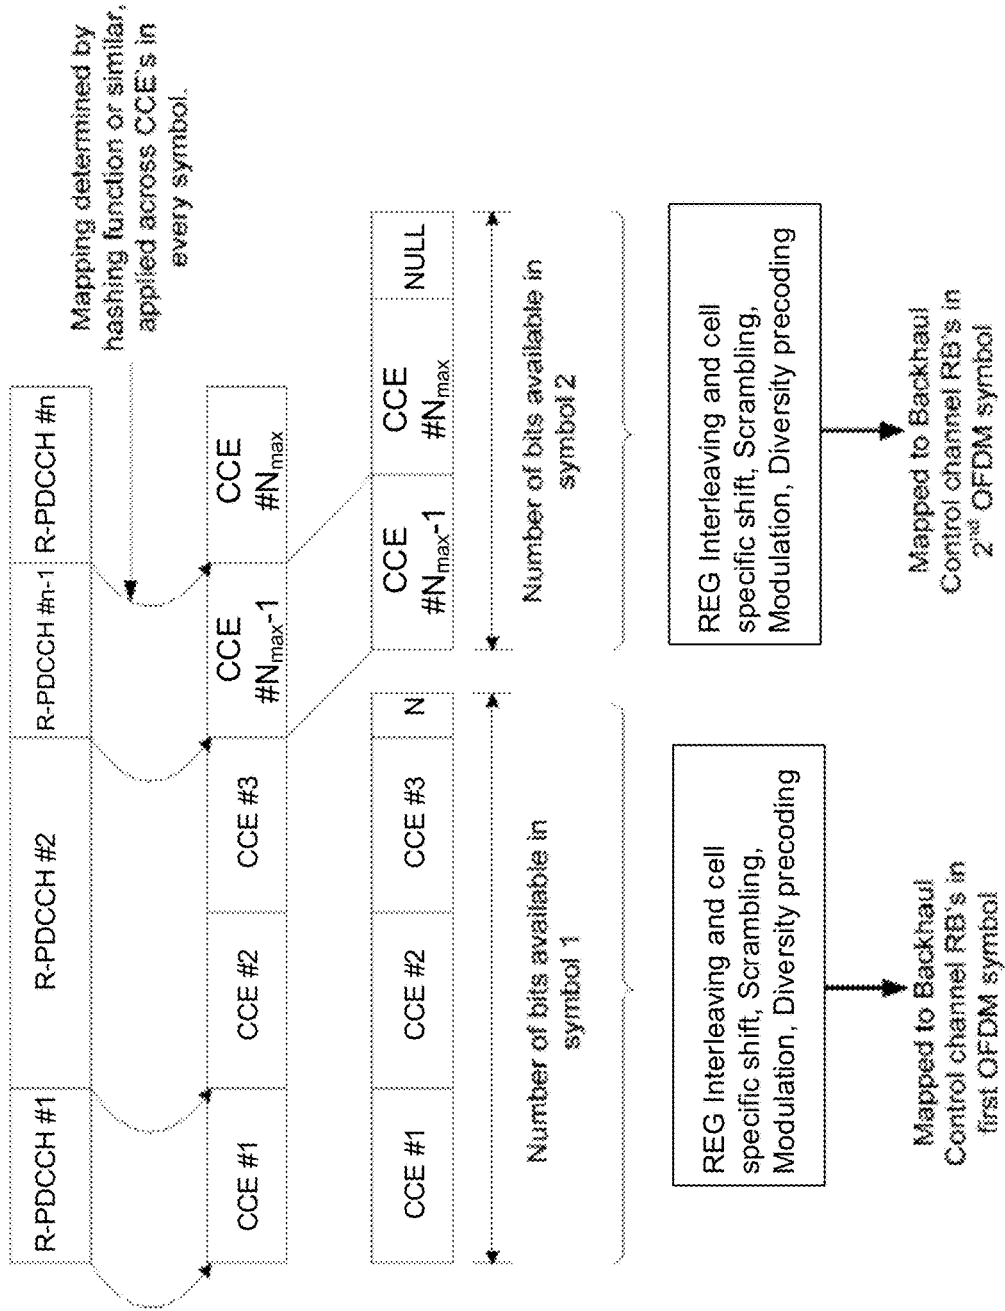 R-PDCCH #1
R-PDCCH #2
R-PDCCH #n-1
R-PDCCH #n
Mapping determined by
hashing function or similar,
applied across CCE's in
every symbol.
CCE #1
CCE #2
CCE #3
CCE
#Nmax-1
CCE
#Nmax
CCE #1
CCE #2
CCE #3
N
CCE
#Nmax-1
CCE
#Nmax
NULL
Number of bits available in
symbol 1
Number of bits available in
symbol 2
REG Interleaving and cell
specific shift, Scrambling,
Modulation, Diversity precoding
REG Interleaving and cell
specific shift, Scrambling,
Modulation, Diversity precoding
Mapped to Backhaul
Control channel RB's in
first OFDM symbol
Mapped to Backhaul
Control channel RB's in
2nd OFDM symbol